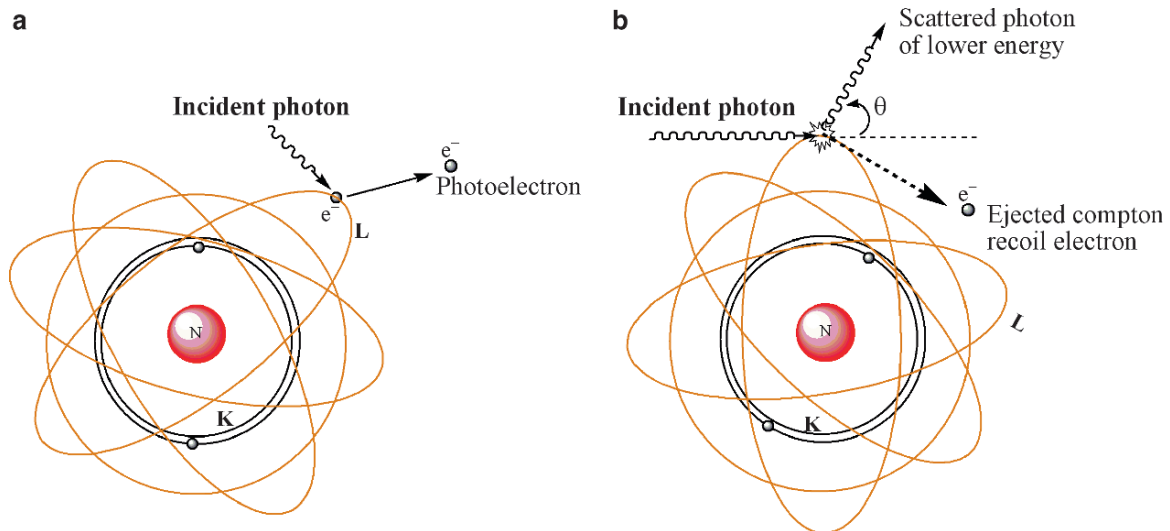 a
Incident photon
e⁻
Photoelectron
e⁻
L
N
K
b
Scattered photon
of lower energy
Incident photon
θ
e⁻
Ejected compton
recoil electron
L
N
K